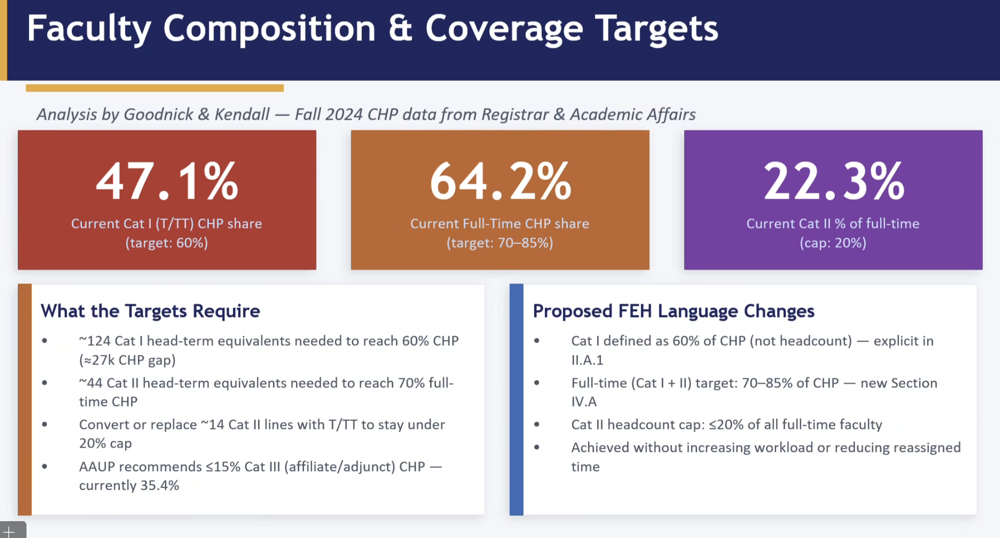 Faculty Composition & Coverage Targets
Analysis by Goodnick & Kendall — Fall 2024 CHP data from Registrar & Academic Affairs
47.1%
Current Cat I (T/TT) CHP share
(target: 60%)
64.2%
Current Full-Time CHP share
(target: 70–85%)
22.3%
Current Cat II % of full-time
(cap: 20%)
What the Targets Require
• ~124 Cat I head-term equivalents needed to reach 60% CHP
(≈27k CHP gap)
• ~44 Cat II head-term equivalents needed to reach 70% full-
time CHP
• Convert or replace ~14 Cat II lines with T/TT to stay under
20% cap
• AAUP recommends ≤15% Cat III (affiliate/adjunct) CHP —
currently 35.4%
Proposed FEH Language Changes
• Cat I defined as 60% of CHP (not headcount) — explicit in
II.A.1
• Full-time (Cat I + II) target: 70–85% of CHP — new Section
IV.A
• Cat II headcount cap: ≤20% of all full-time faculty
• Achieved without increasing workload or reducing reassigned
time